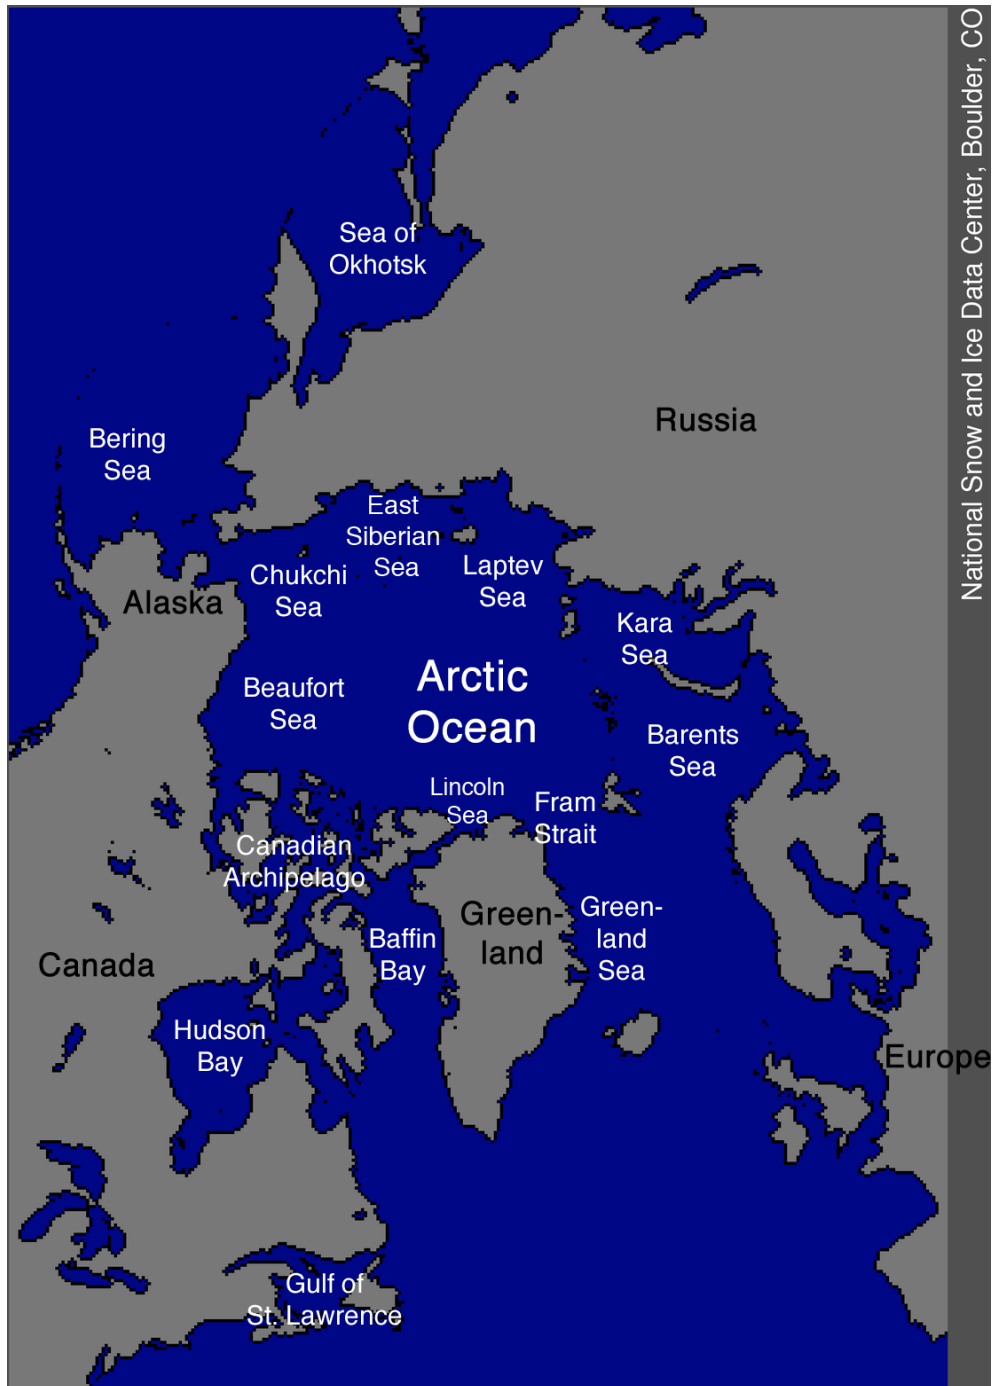 National Snow and Ice Data Center, Boulder, CO
Sea of
Okhotsk
Russia
Bering
Sea
East
Siberian
Sea
Laptev
Sea
Chukchi
Sea
Alaska
Kara
Sea
Arctic
Ocean
Beaufort
Sea
Barents
Sea
Lincoln
Sea
Fram
Strait
Canadian
Archipelago
Green-
land
Green-
land
Sea
Baffin
Bay
Canada
Hudson
Bay
Europe
Gulf of
St. Lawrence